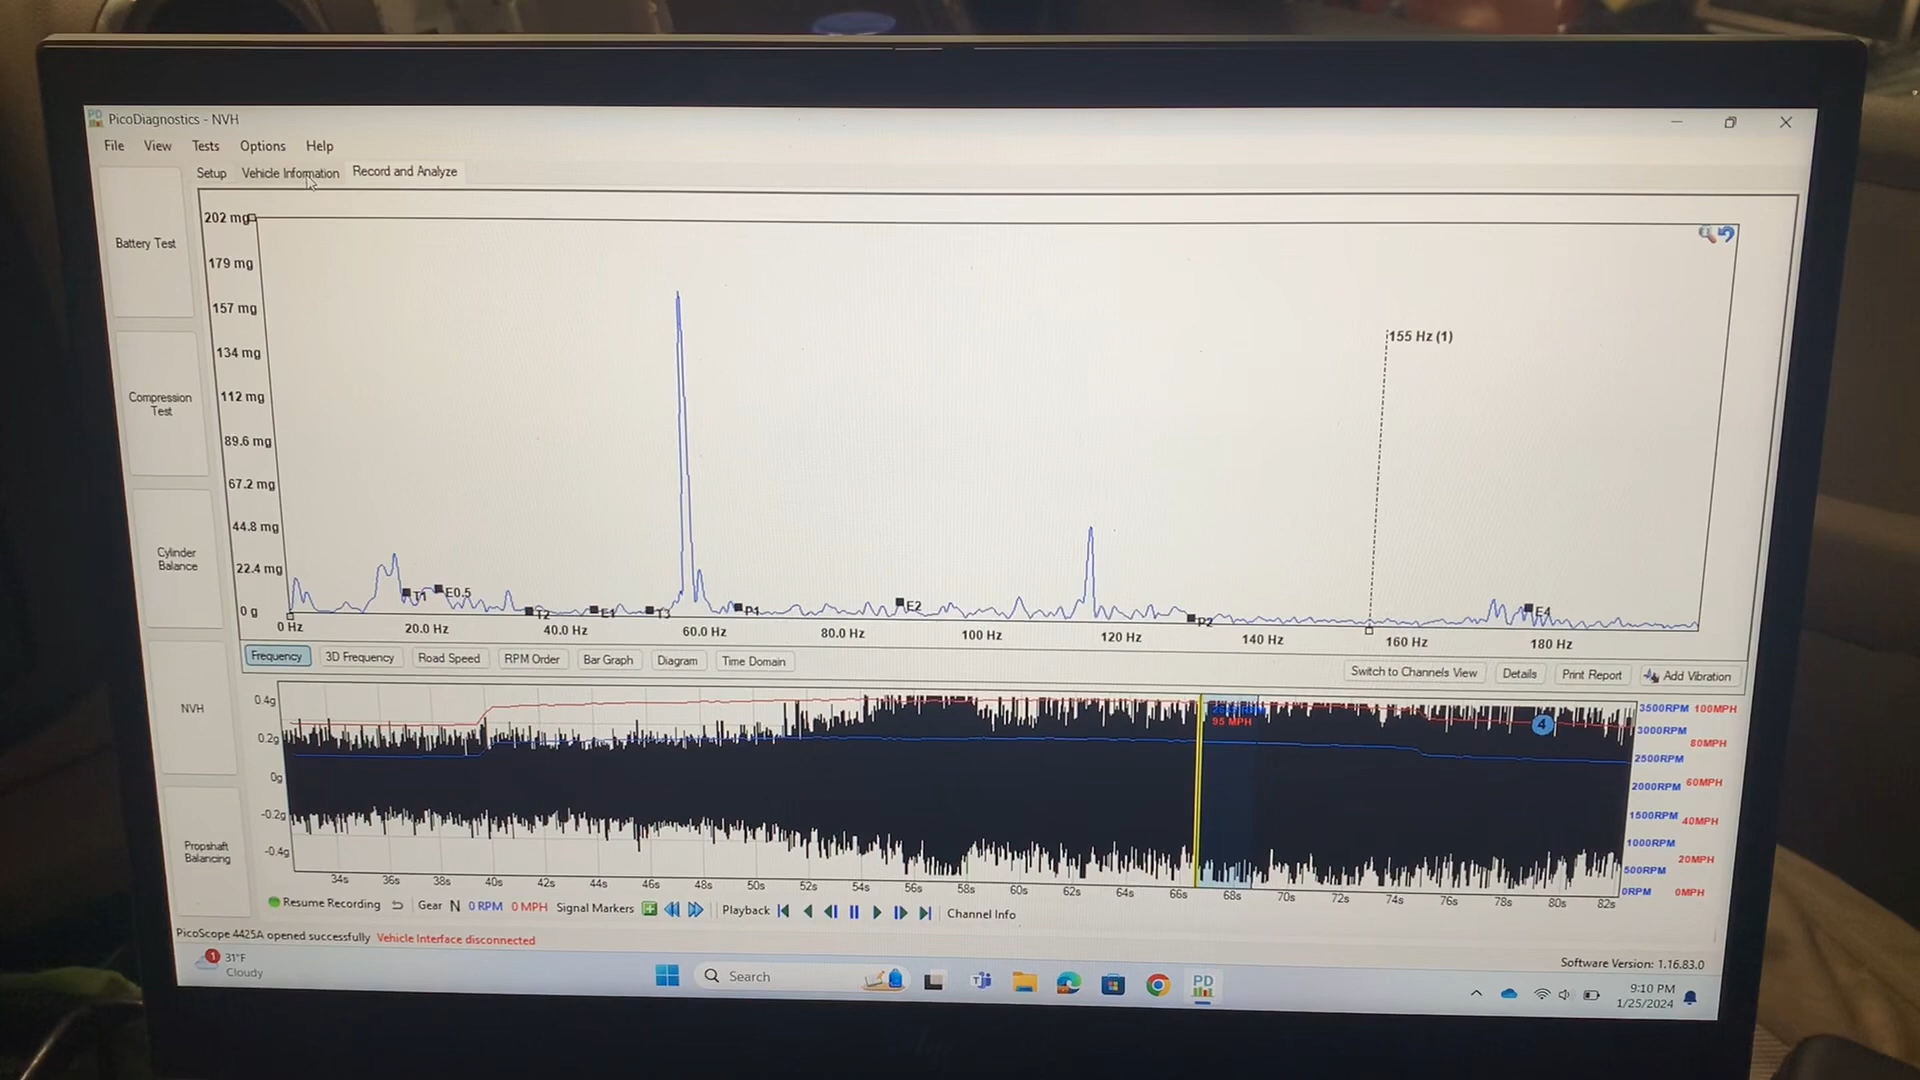 PicoDiagnostics - NVH
File View Tests Options Help
Setup Vehicle Information Record and Analyze
Battery Test
Compression
Test
Cylinder
Balance
NVH
Propshaft
Balancing
202 mg
179 mg
157 mg
134 mg
112 mg
89.6 mg
67.2 mg
44.8 mg
22.4 mg
0 g
155 Hz (1)
T1 E0.5 T2 E1 T3 P1 E2 P2 E4
0 Hz 20.0 Hz 40.0 Hz 60.0 Hz 80.0 Hz 100 Hz 120 Hz 140 Hz 160 Hz 180 Hz
Frequency 3D Frequency Road Speed RPM Order Bar Graph Diagram Time Domain Switch to Channels View Details Print Report Add Vibration
0.4g
0.2g
0g
-0.2g
-0.4g
95 MPH
4
3500RPM 100MPH
3000RPM
80MPH
2500RPM
2000RPM 60MPH
1500RPM 40MPH
1000RPM
20MPH
500RPM
0RPM 0MPH
34s 36s 38s 40s 42s 44s 46s 48s 50s 52s 54s 56s 58s 60s 62s 64s 66s 68s 70s 72s 74s 76s 78s 80s 82s
Resume Recording Gear N 0 RPM 0 MPH Signal Markers Playback Channel Info
PicoScope 4425A opened successfully Vehicle Interface disconnected
Software Version: 1.16.83.0
1 31°F
Cloudy
Search
PD
9:10 PM
1/25/2024